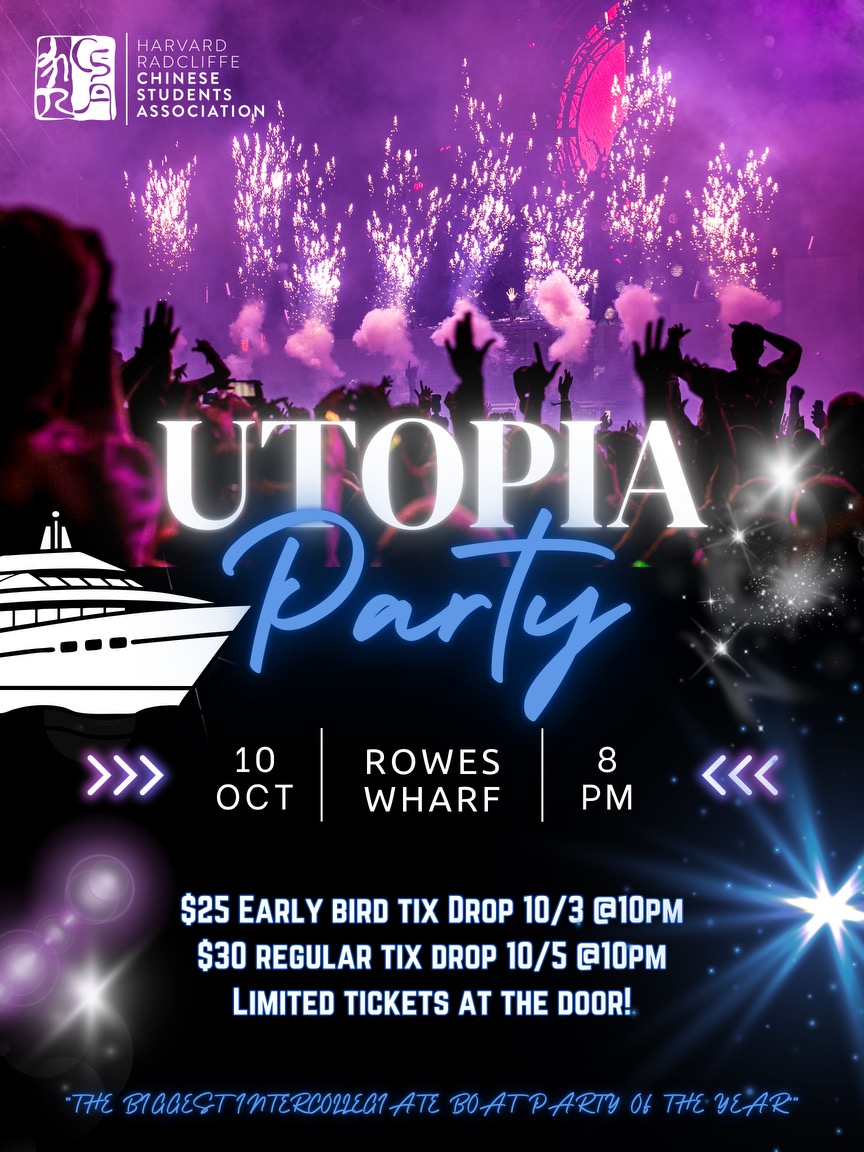 HARVARD
RADCLIFFE
CHINESE
STUDENTS
ASSOCIATION
UTOPIA
Party
10
OCT
ROWES
WHARF
8
PM
$25 EARLY BIRD TIX DROP 10/3 @10PM
$30 REGULAR TIX DROP 10/5 @10PM
LIMITED TICKETS AT THE DOOR!
"THE BIGGEST INTERCOLLEGIATE BOAT PARTY Of THE YEAR"